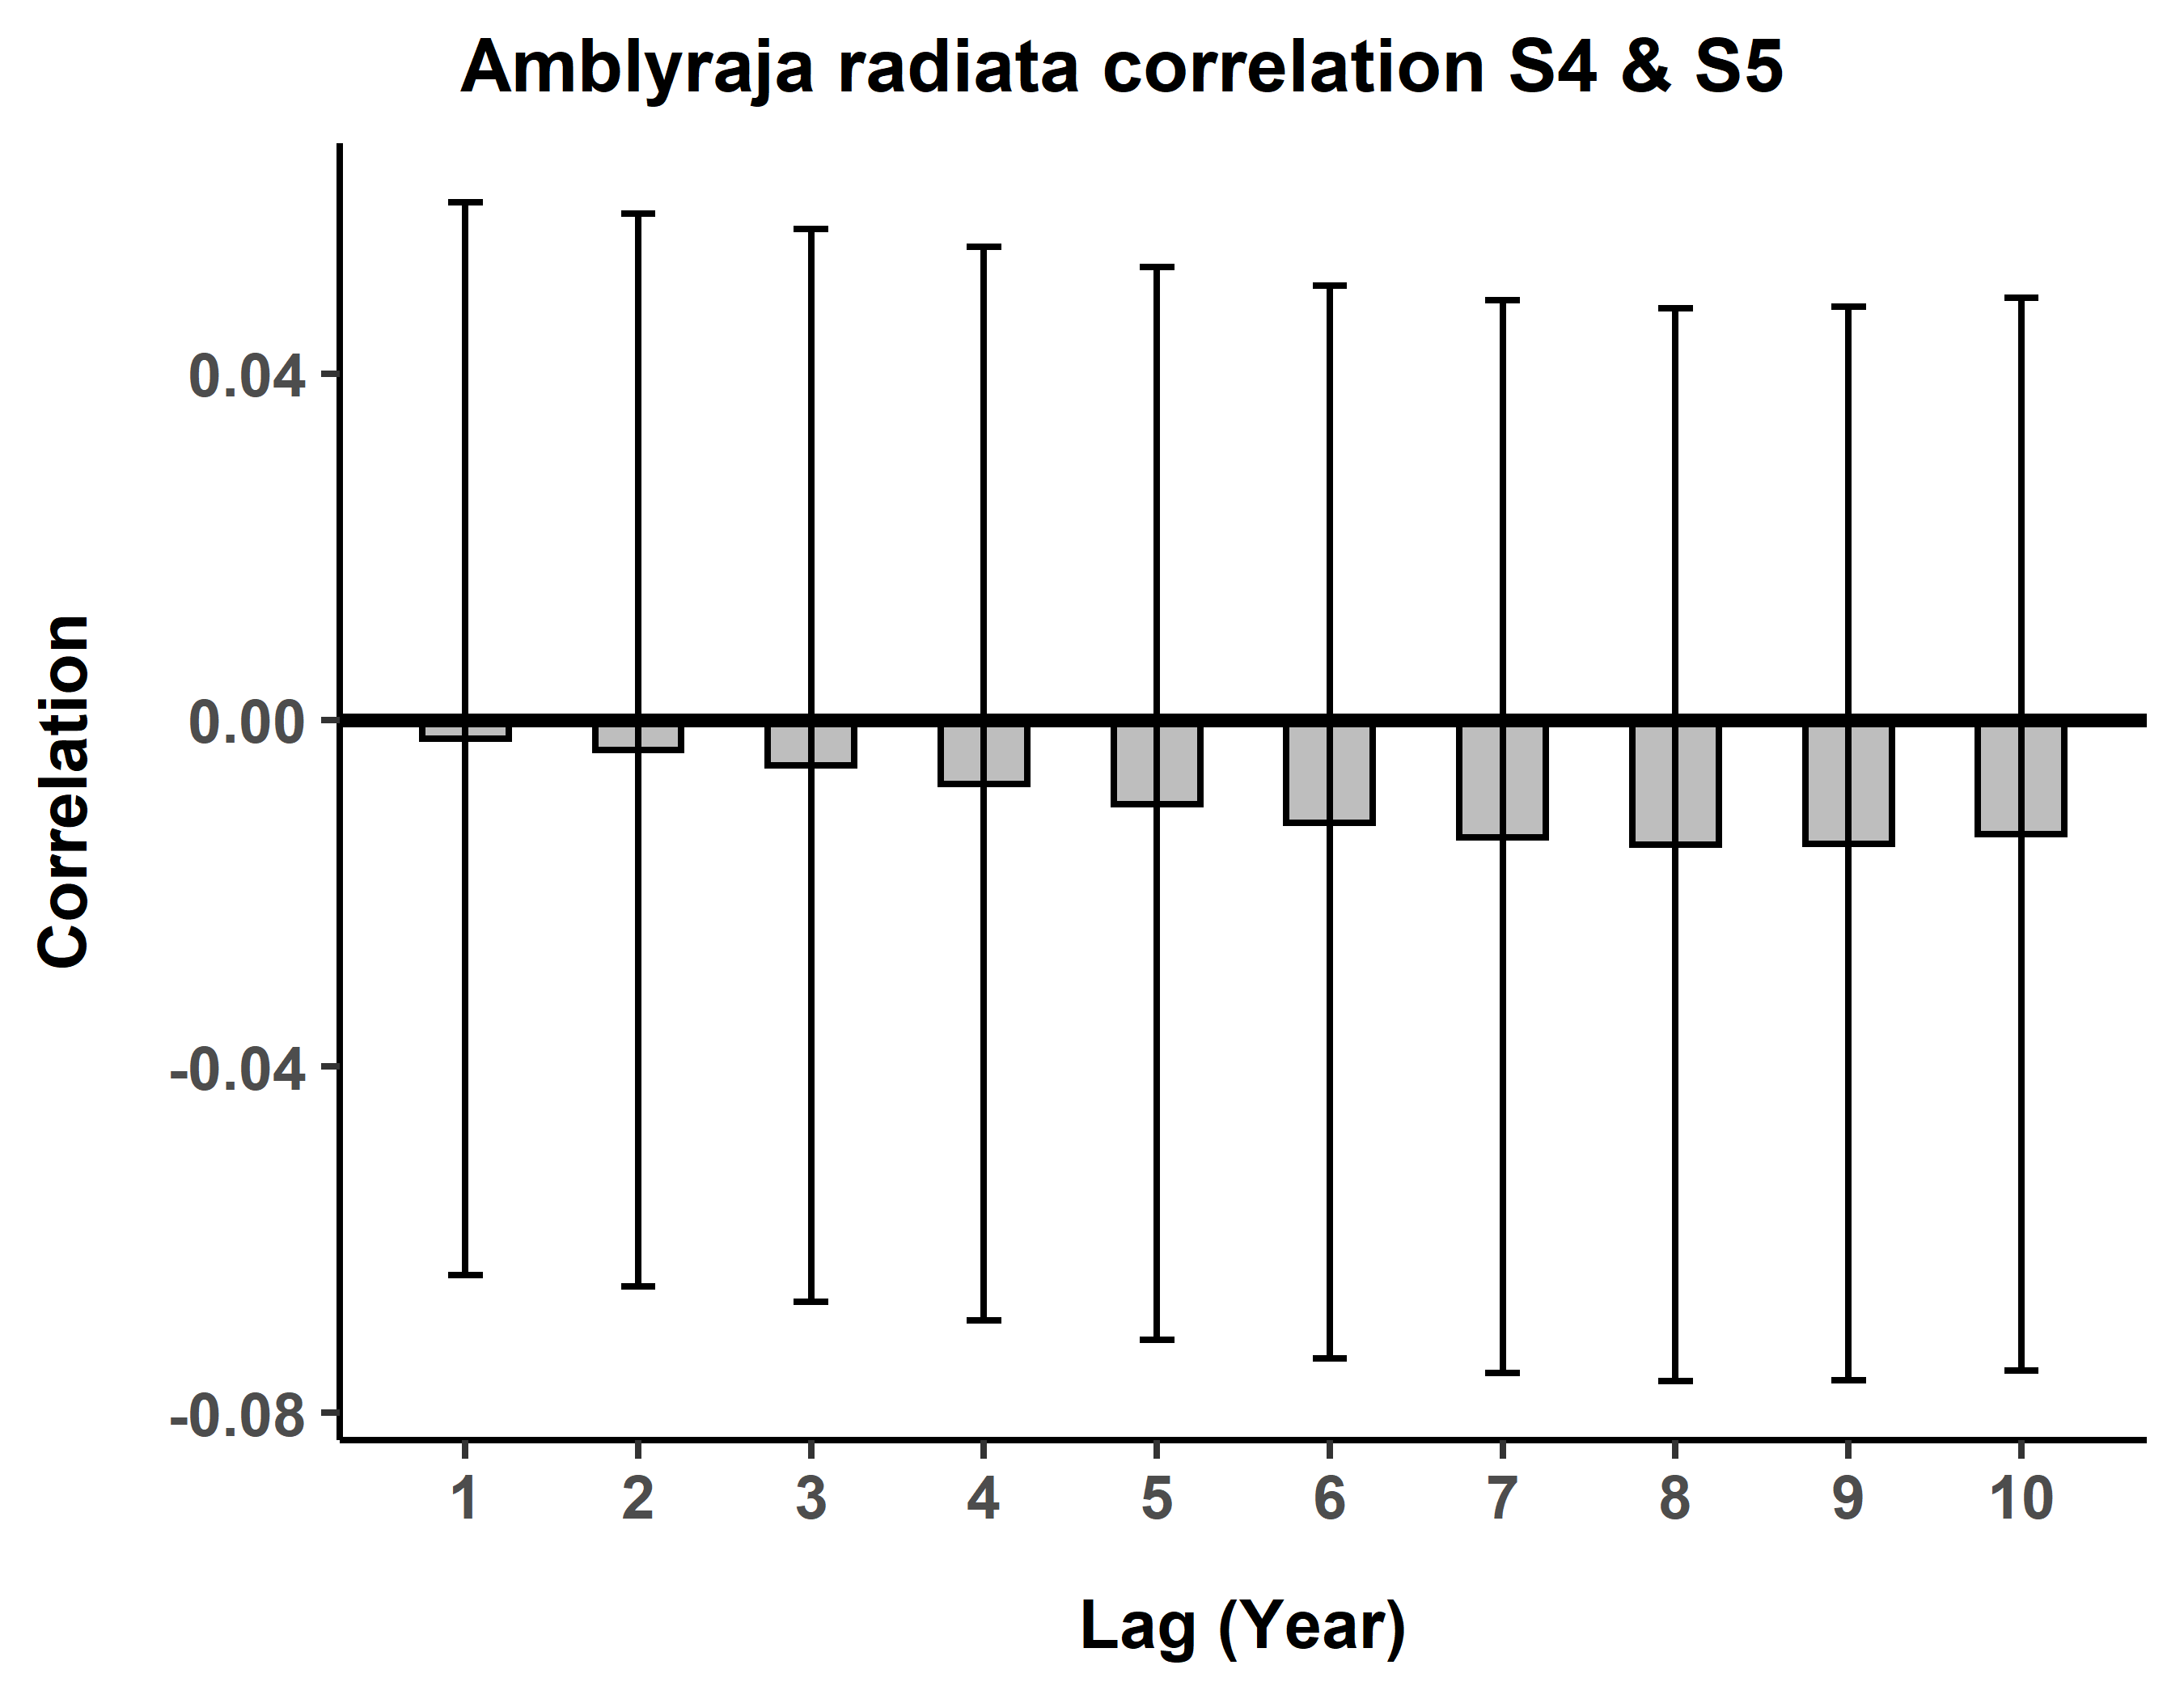 Amblyraja radiata correlation S4 & S5
Correlation
0.04
0.00
-0.04
-0.08
1 2 3 4 5 6 7 8 9 10
Lag (Year)